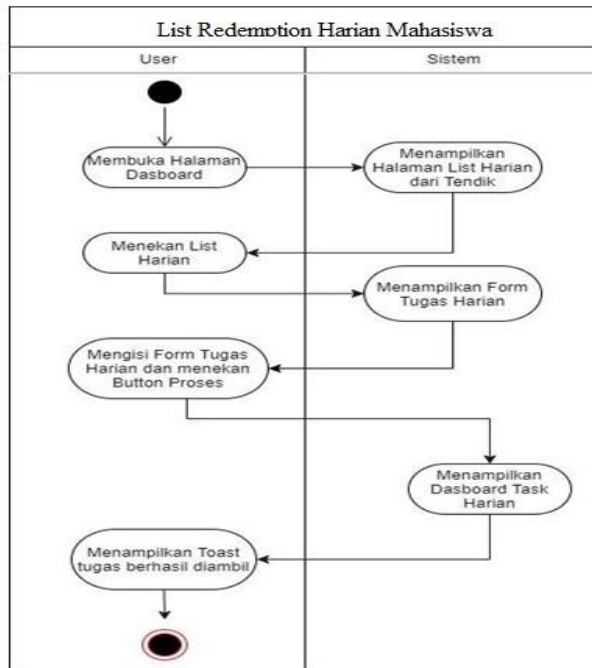 List Redemption Harian Mahasiswa
User
Sistem
Membuka Halaman
Dasboard
Menampilkan
Halaman List Harian
dari Tendik
Menekan List
Harian
Menampilkan Form
Tugas Harian
Mengisi Form Tugas
Harian dan menekan
Button Proses
Menampilkan
Dasboard Task
Harian
Menampilkan Toast
tugas berhasil diambil